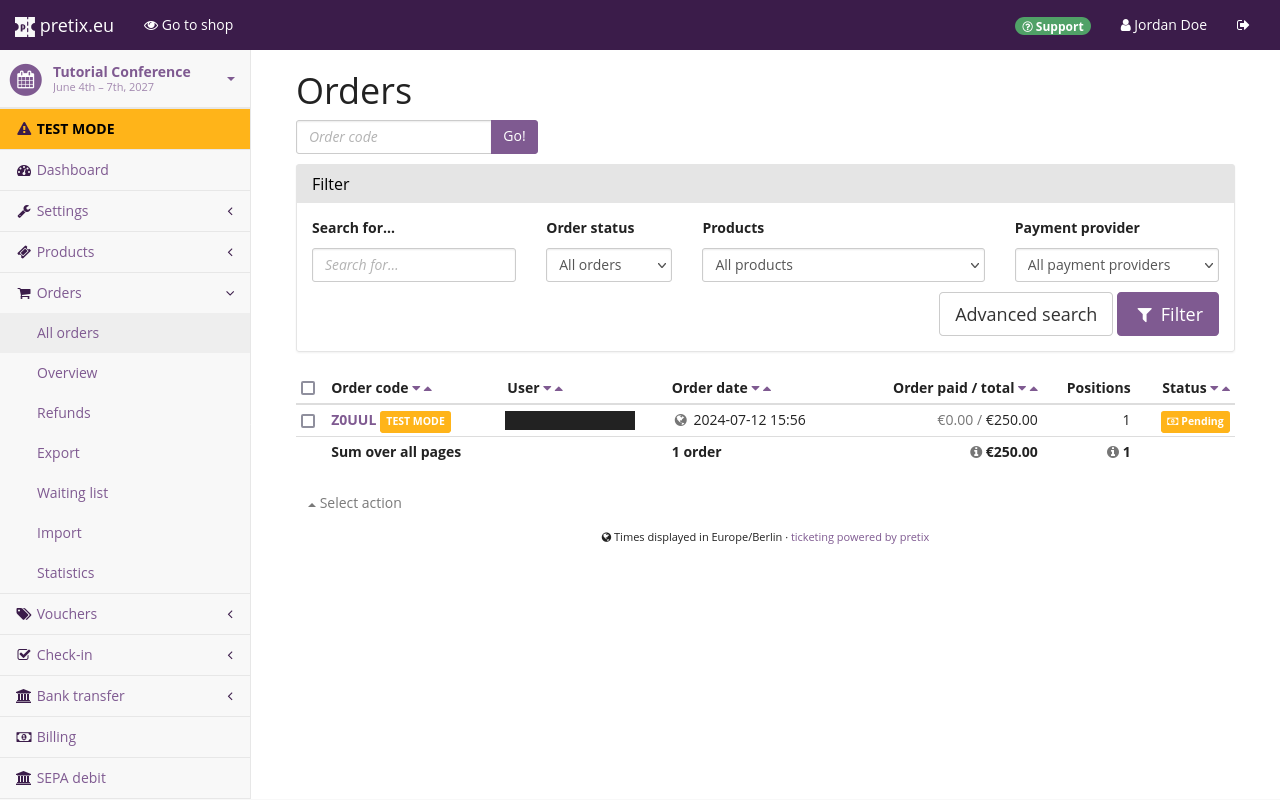 pretix.eu
Go to shop
Support
Jordan Doe
Tutorial Conference
June 4th – 7th, 2027
TEST MODE
Dashboard
Settings
Products
Orders
All orders
Overview
Refunds
Export
Waiting list
Import
Statistics
Vouchers
Check-in
Bank transfer
Billing
SEPA debit
Orders
Order code
Go!
Filter
Search for... Order status Products Payment provider
Search for... All orders All products All payment providers
Advanced search Filter
Order code User Order date Order paid / total Positions Status
Z0UUL TEST MODE 2024-07-12 15:56 €0.00 / €250.00 1 Pending
Sum over all pages 1 order €250.00 1
Select action
Times displayed in Europe/Berlin · ticketing powered by pretix